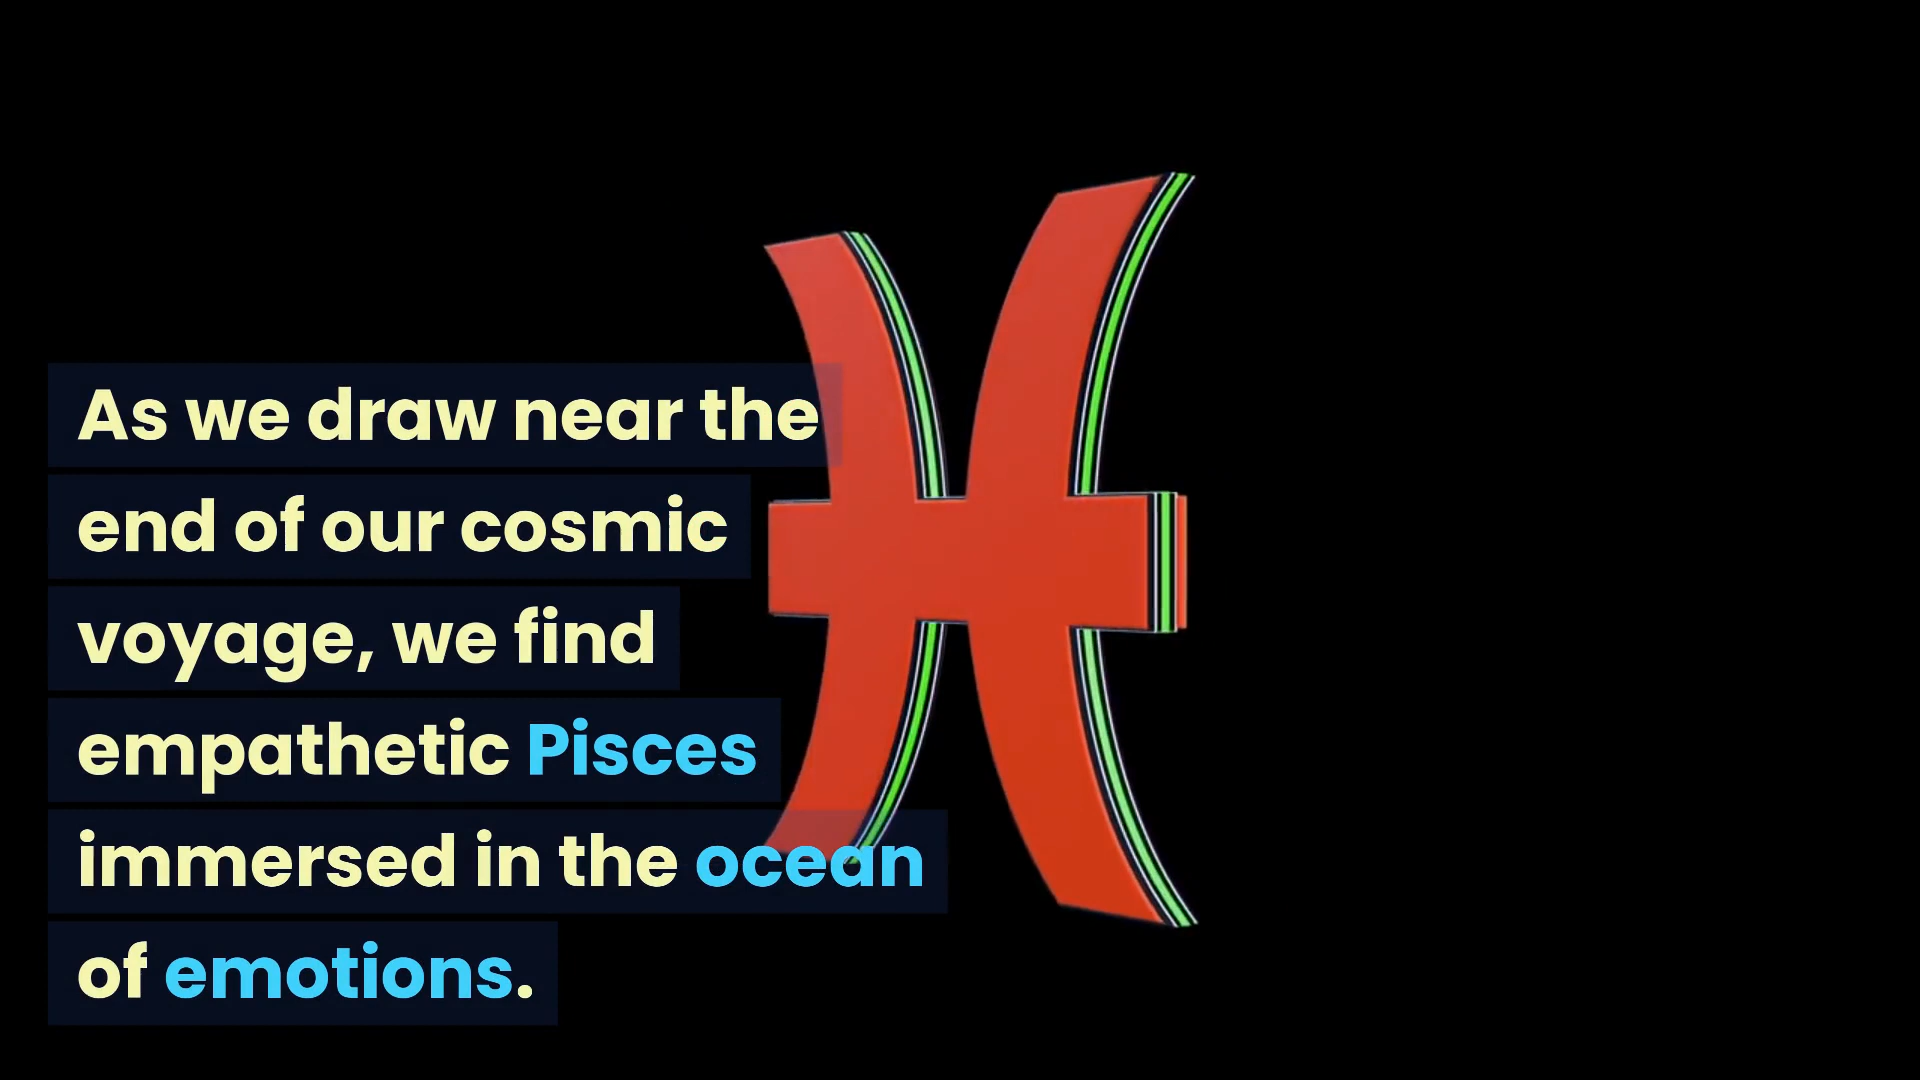 As we draw near the
end of our cosmic
voyage, we find
empathetic Pisces
immersed in the ocean
of emotions.